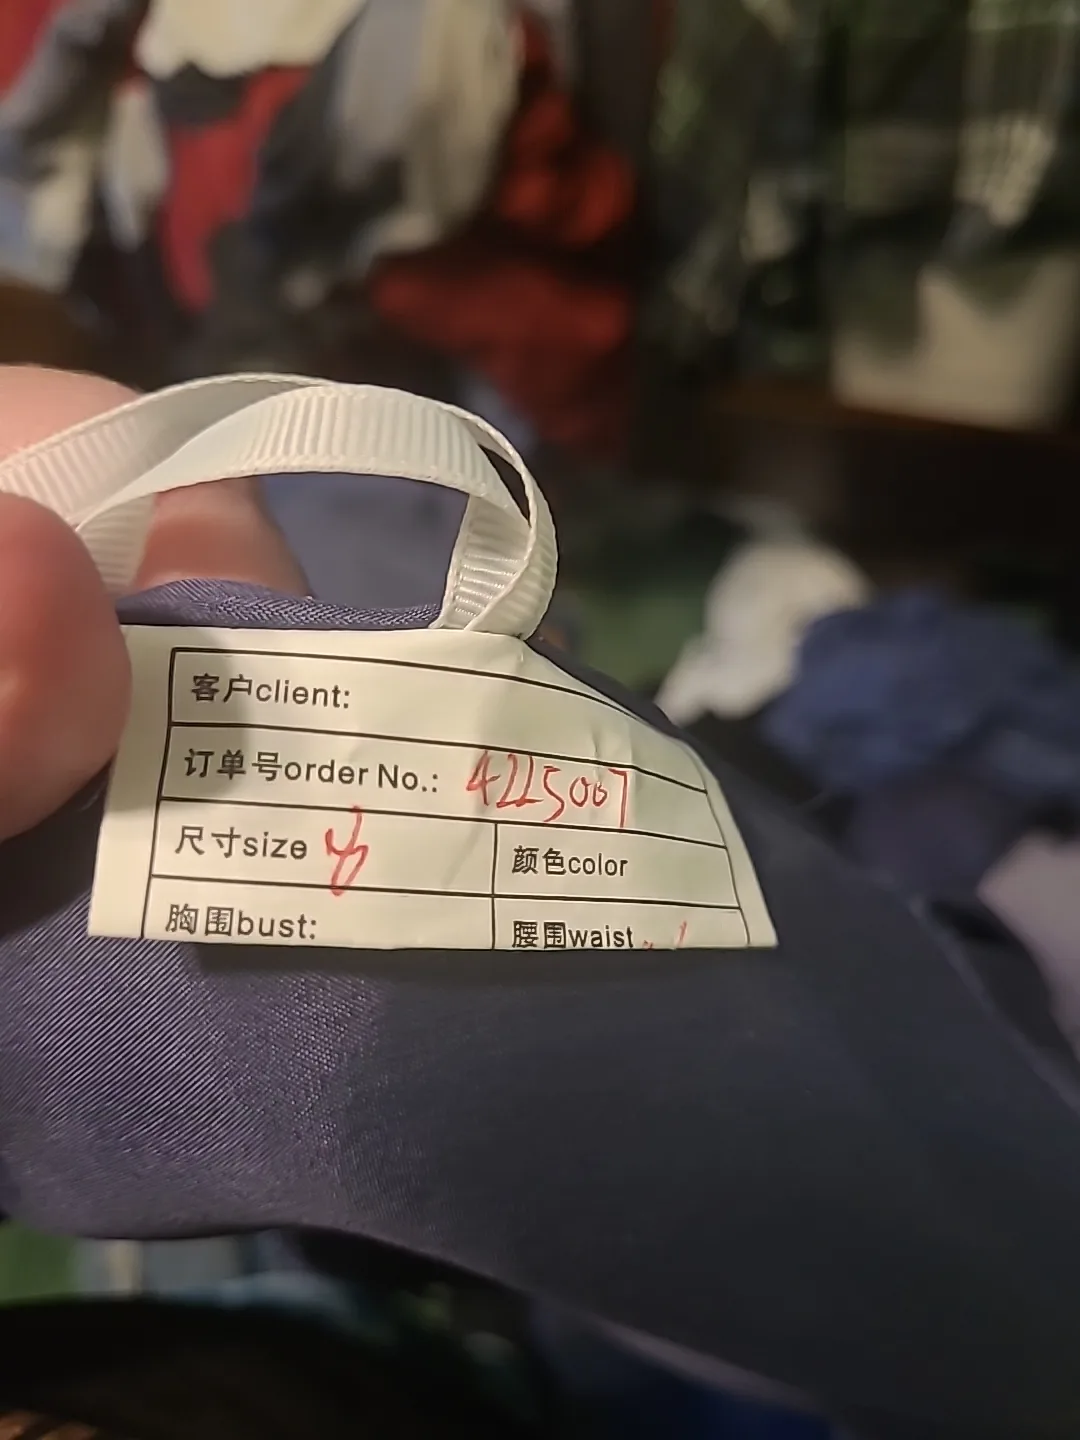 客户client:
订单号order No.: 4225007
尺寸size
颜色color
胸围bust:
腰围waist